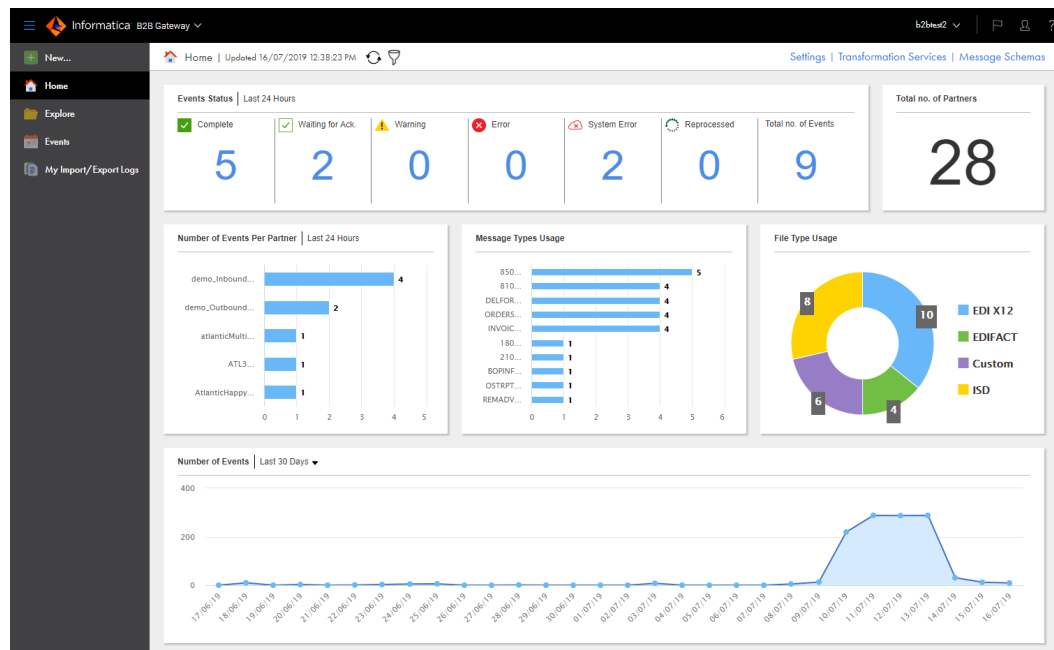 Informatica B2B Gateway
b2btest2
?
New...
Home | Updated 16/07/2019 12:38:23 PM
Settings | Transformation Services | Message Schemas
Home
Explore
Events
My Import/Export Logs
Events Status | Last 24 Hours
Complete
Waiting for Ack.
Warning
Error
System Error
Reprocessed
Total no. of Events
5 2 0 0 2 0 9
Total no. of Partners
28
Number of Events Per Partner | Last 24 Hours
demo_Inbound... 4
demo_Outbound... 2
atlanticMulti... 1
ATL3... 1
AtlanticHappy... 1
0 1 2 3 4 5
Message Types Usage
850... 5
810... 4
DELFOR... 4
ORDERS... 4
INVOIC... 4
180... 1
210... 1
BOPINF... 1
OSTRPT... 1
REMADV... 1
0 1 2 3 4 5 6
File Type Usage
8
10
6
4
EDI X12
EDIFACT
Custom
ISD
Number of Events | Last 30 Days
400
200
0
17/06/19 18/06/19 19/06/19 20/06/19 21/06/19 22/06/19 23/06/19 24/06/19 25/06/19 26/06/19 27/06/19 28/06/19 29/06/19 30/06/19 01/07/19 02/07/19 03/07/19 04/07/19 05/07/19 06/07/19 07/07/19 08/07/19 09/07/19 10/07/19 11/07/19 12/07/19 13/07/19 14/07/19 15/07/19 16/07/19